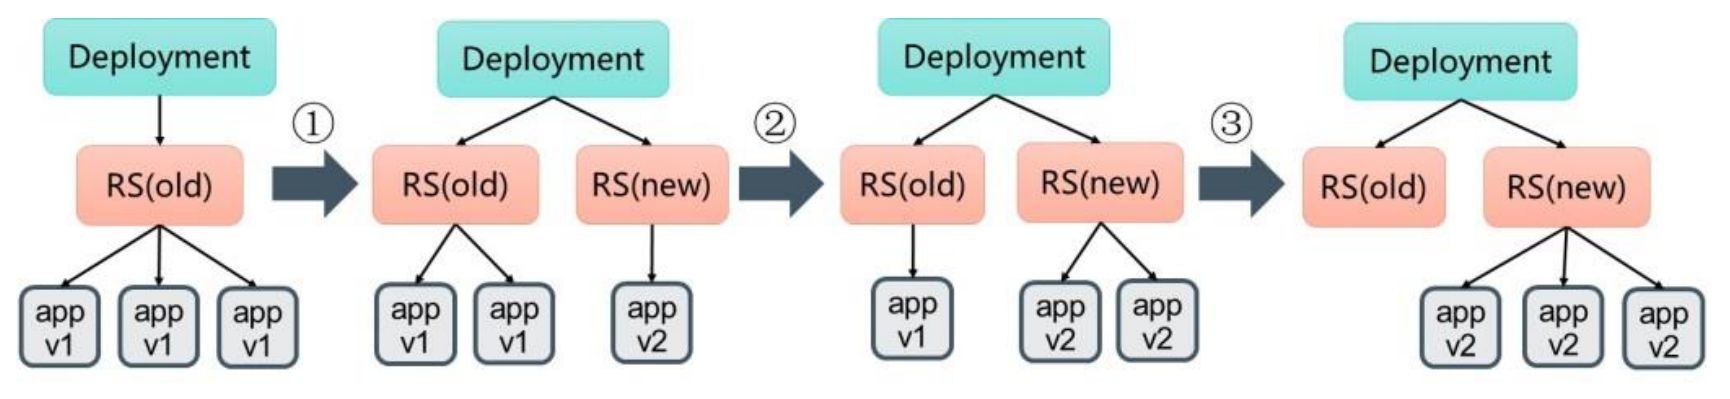 Deployment
RS(old)
app
v1
app
v1
app
v1
①
Deployment
RS(old)
RS(new)
app
v1
app
v1
app
v2
②
Deployment
RS(old)
RS(new)
app
v1
app
v2
app
v2
③
Deployment
RS(old)
RS(new)
app
v2
app
v2
app
v2